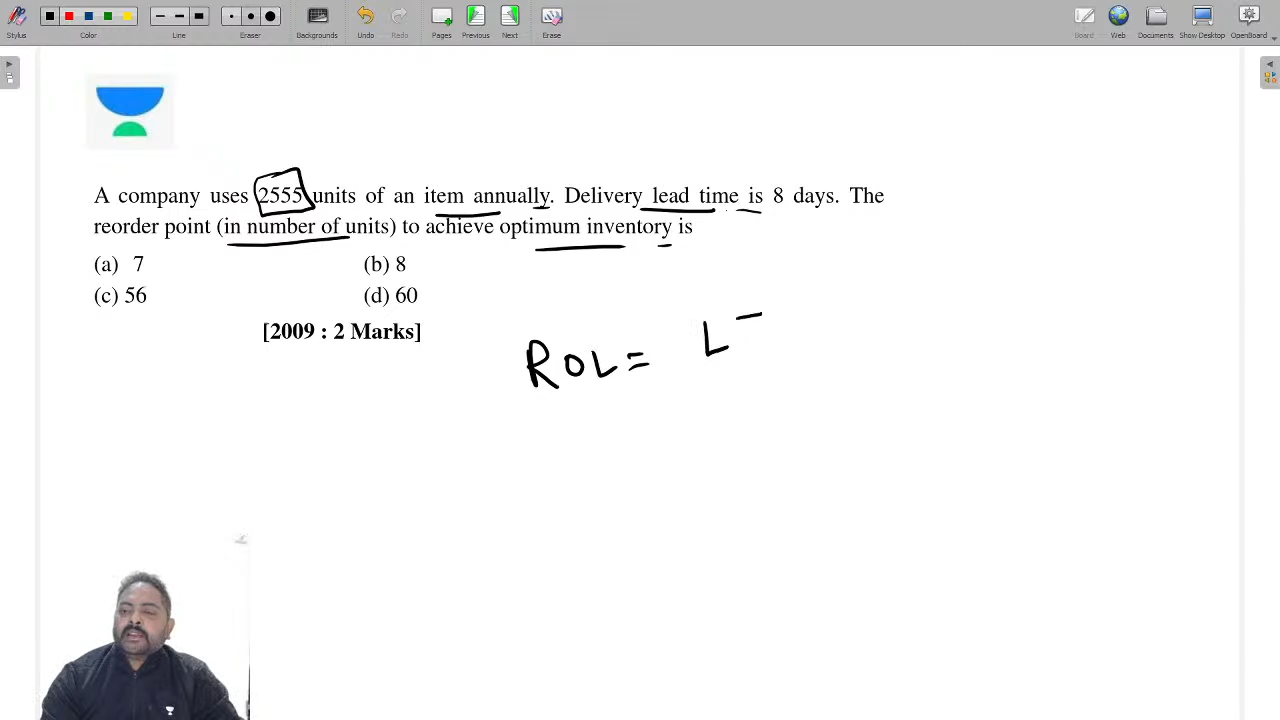 Stylus Color Line Eraser Backgrounds Undo Redo Pages Previous Next Erase Board Web Documents Show Desktop OpenBoard
A company uses 2555 units of an item annually. Delivery lead time is 8 days. The
reorder point (in number of units) to achieve optimum inventory is
(a) 7 (b) 8
(c) 56 (d) 60
[2009 : 2 Marks]
ROL = L